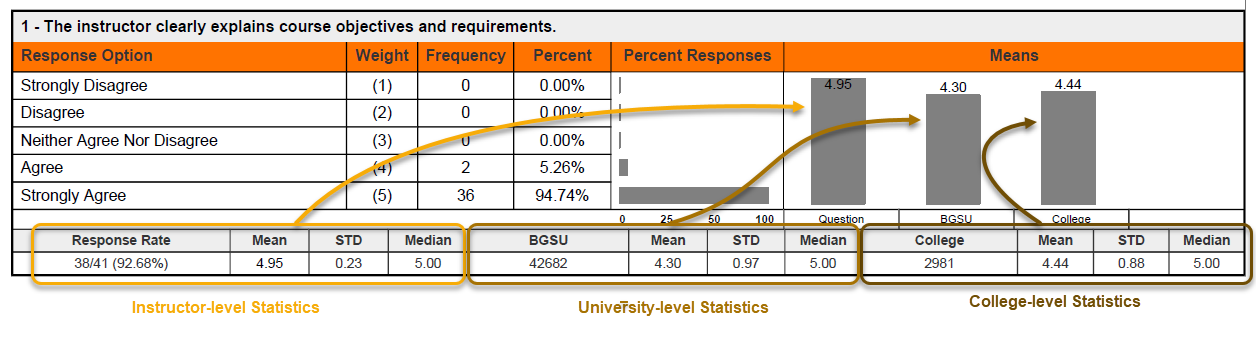 1 - The instructor clearly explains course objectives and requirements.
Response Option Weight Frequency Percent Percent Responses Means
Strongly Disagree (1) 0 0.00%
Disagree (2) 0 0.00%
Neither Agree Nor Disagree (3) 0 0.00%
Agree (4) 2 5.26%
Strongly Agree (5) 36 94.74%
4.95 4.30 4.44
0 25 50 100 Question BGSU College
Response Rate Mean STD Median BGSU Mean STD Median College Mean STD Median
38/41 (92.68%) 4.95 0.23 5.00 42682 4.30 0.97 5.00 2981 4.44 0.88 5.00
Instructor-level Statistics University-level Statistics College-level Statistics